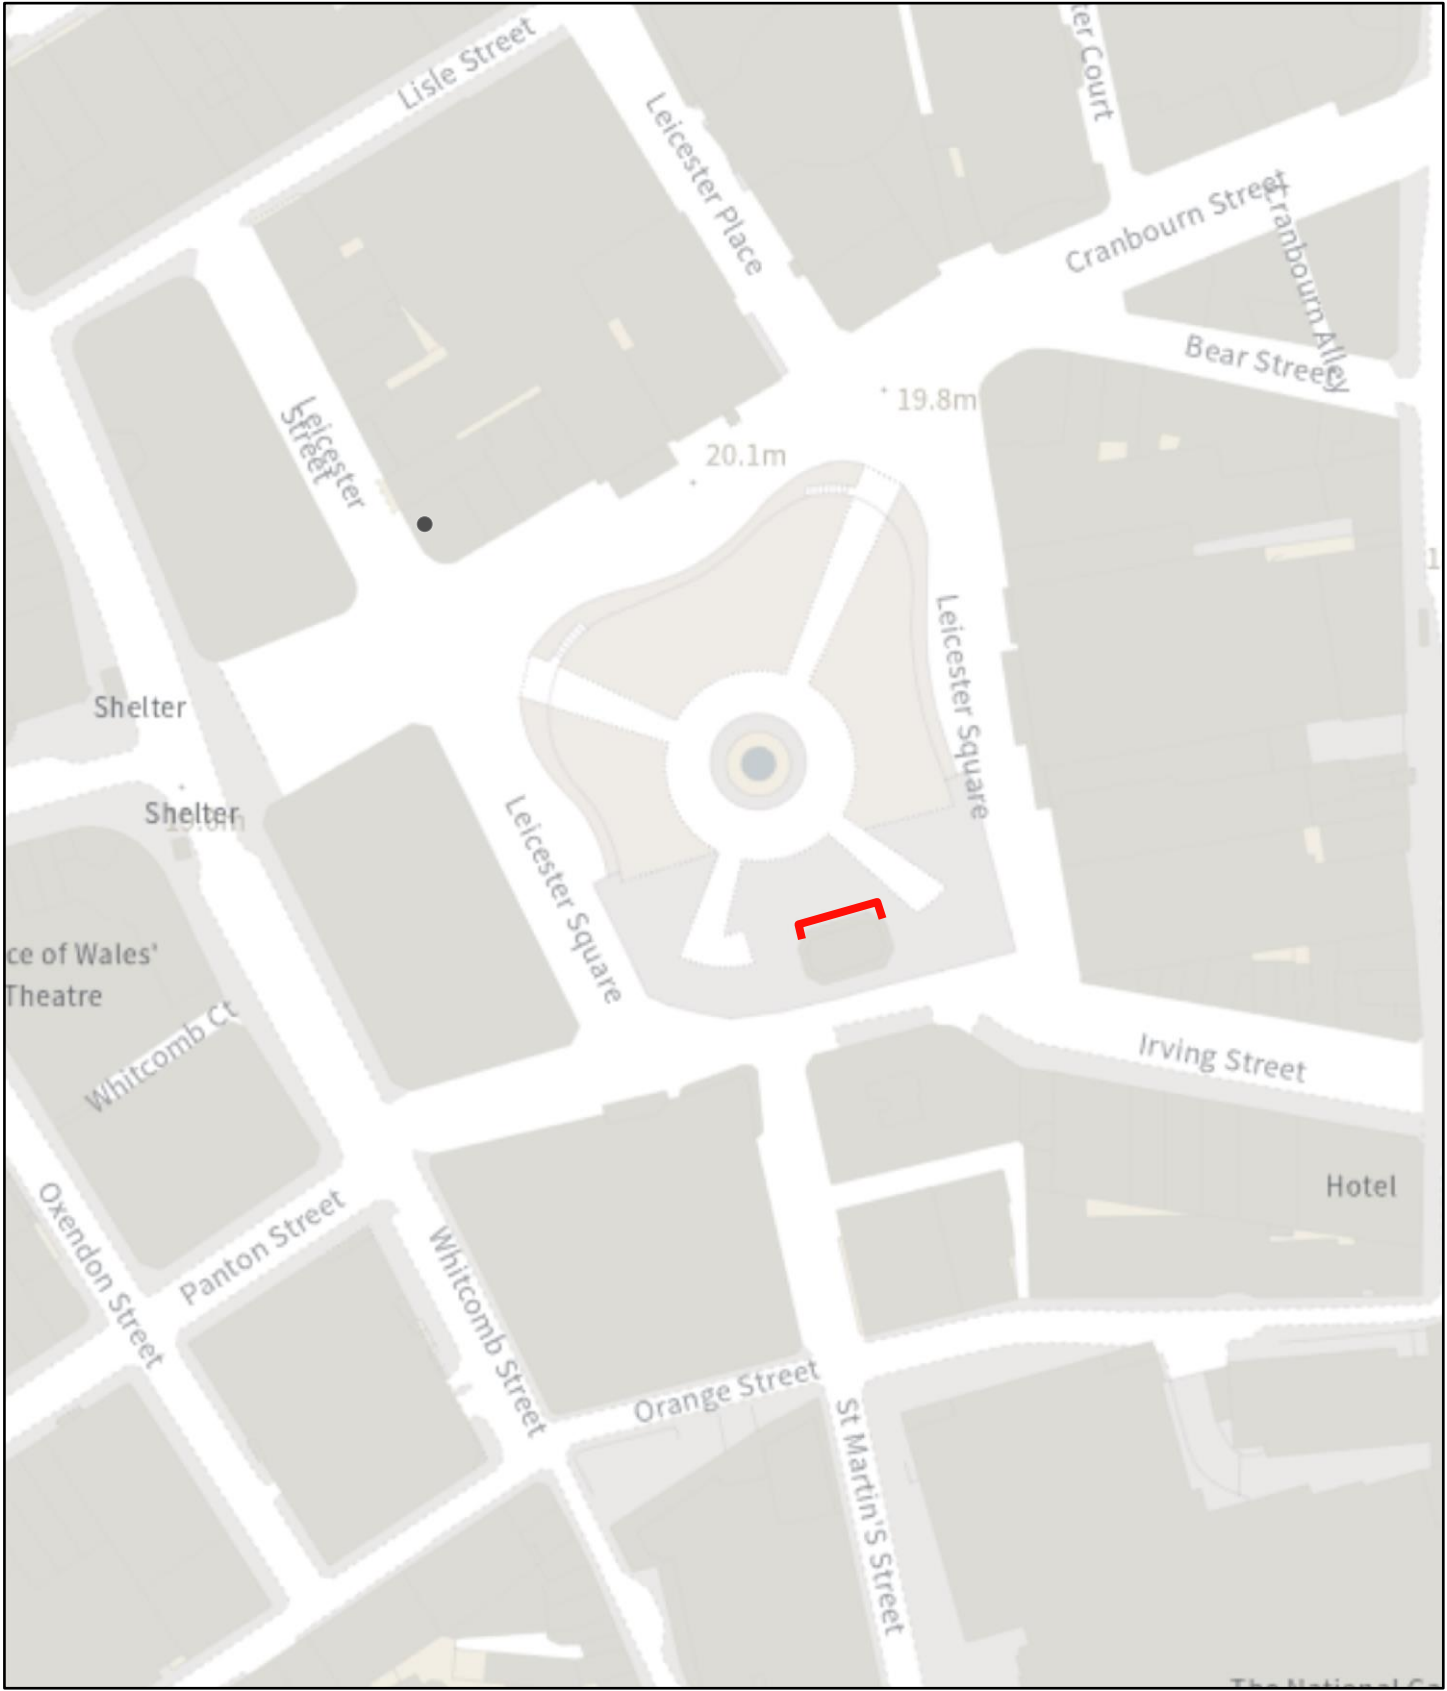 Lisle Street
Leicester Place
ter Court
Cranbourn Street
Cranbourn Alley
Bear Street
19.8m
20.1m
Leicester
Street
Leicester Square
Shelter
Shelter
Leicester Square
ce of Wales'
Theatre
Whitcomb Ct
Irving Street
Hotel
Oxendon Street
Panton Street
Whitcomb Street
Orange Street
St Martin'S Street